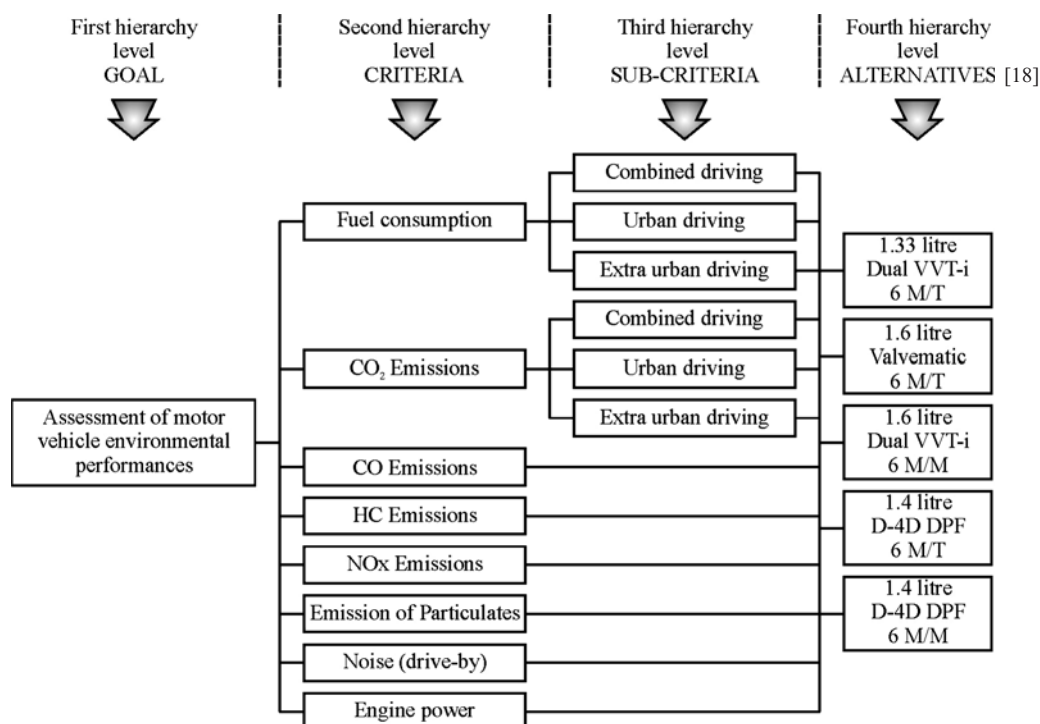 First hierarchy
level
GOAL
Second hierarchy
level
CRITERIA
Third hierarchy
level
SUB-CRITERIA
Fourth hierarchy
level
ALTERNATIVES [18]
Assessment of motor
vehicle environmental
performances
Fuel consumption
CO₂ Emissions
CO Emissions
HC Emissions
NOx Emissions
Emission of Particulates
Noise (drive-by)
Engine power
Combined driving
Urban driving
Extra urban driving
Combined driving
Urban driving
Extra urban driving
1.33 litre
Dual VVT-i
6 M/T
1.6 litre
Valvematic
6 M/T
1.6 litre
Dual VVT-i
6 M/M
1.4 litre
D-4D DPF
6 M/T
1.4 litre
D-4D DPF
6 M/M